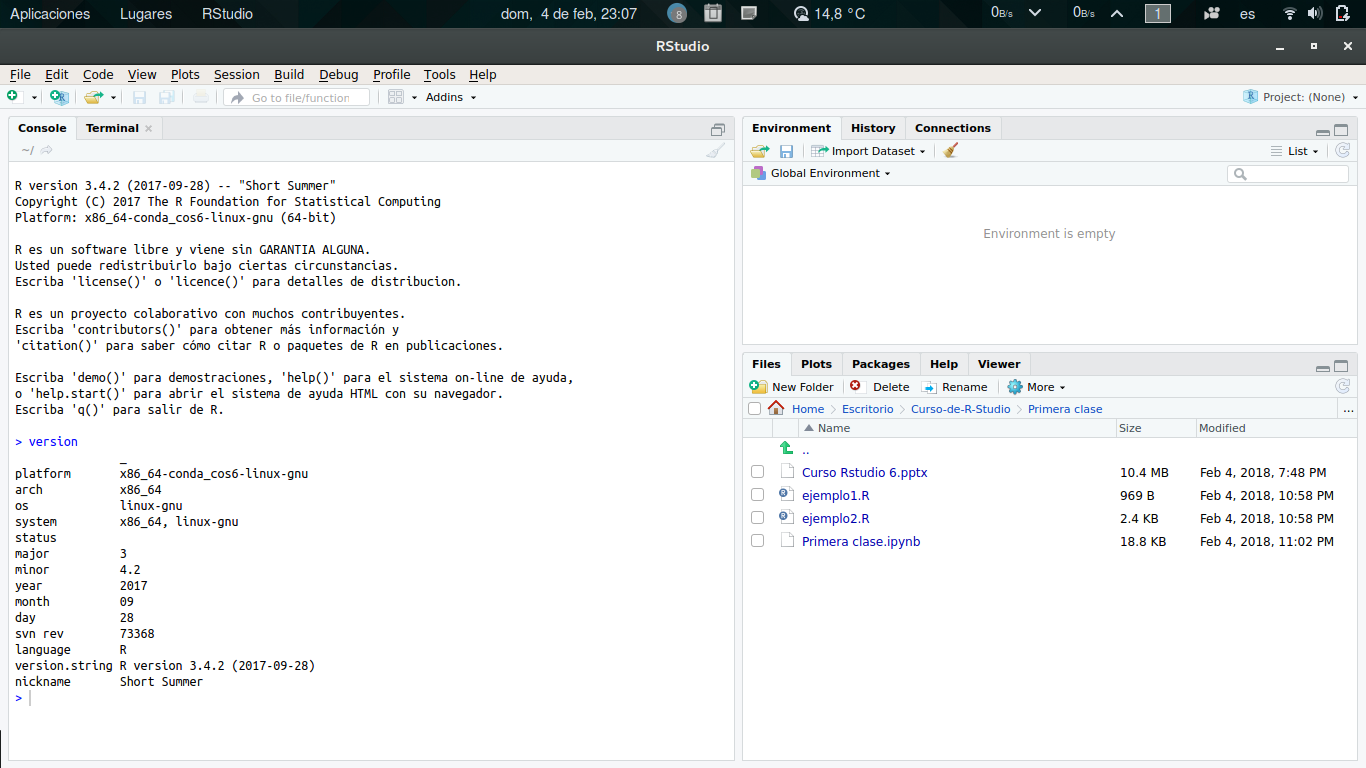 Aplicaciones Lugares RStudio dom, 4 de feb, 23:07 8 14,8 °C 0B/s 0B/s 1 es
RStudio
File Edit Code View Plots Session Build Debug Profile Tools Help
Go to file/function Addins Project: (None)
Console Terminal
~/
R version 3.4.2 (2017-09-28) -- "Short Summer"
Copyright (C) 2017 The R Foundation for Statistical Computing
Platform: x86_64-conda_cos6-linux-gnu (64-bit)
R es un software libre y viene sin GARANTIA ALGUNA.
Usted puede redistribuirlo bajo ciertas circunstancias.
Escriba 'license()' o 'licence()' para detalles de distribucion.
R es un proyecto colaborativo con muchos contribuyentes.
Escriba 'contributors()' para obtener más información y
'citation()' para saber cómo citar R o paquetes de R en publicaciones.
Escriba 'demo()' para demostraciones, 'help()' para el sistema on-line de ayuda,
o 'help.start()' para abrir el sistema de ayuda HTML con su navegador.
Escriba 'q()' para salir de R.
> version
_
platform x86_64-conda_cos6-linux-gnu
arch x86_64
os linux-gnu
system x86_64, linux-gnu
status
major 3
minor 4.2
year 2017
month 09
day 28
svn rev 73368
language R
version.string R version 3.4.2 (2017-09-28)
nickname Short Summer
>
Environment History Connections
Import Dataset List
Global Environment
Environment is empty
Files Plots Packages Help Viewer
New Folder Delete Rename More
Home Escritorio Curso-de-R-Studio Primera clase ...
Name Size Modified
..
Curso Rstudio 6.pptx 10.4 MB Feb 4, 2018, 7:48 PM
ejemplo1.R 969 B Feb 4, 2018, 10:58 PM
ejemplo2.R 2.4 KB Feb 4, 2018, 10:58 PM
Primera clase.ipynb 18.8 KB Feb 4, 2018, 11:02 PM